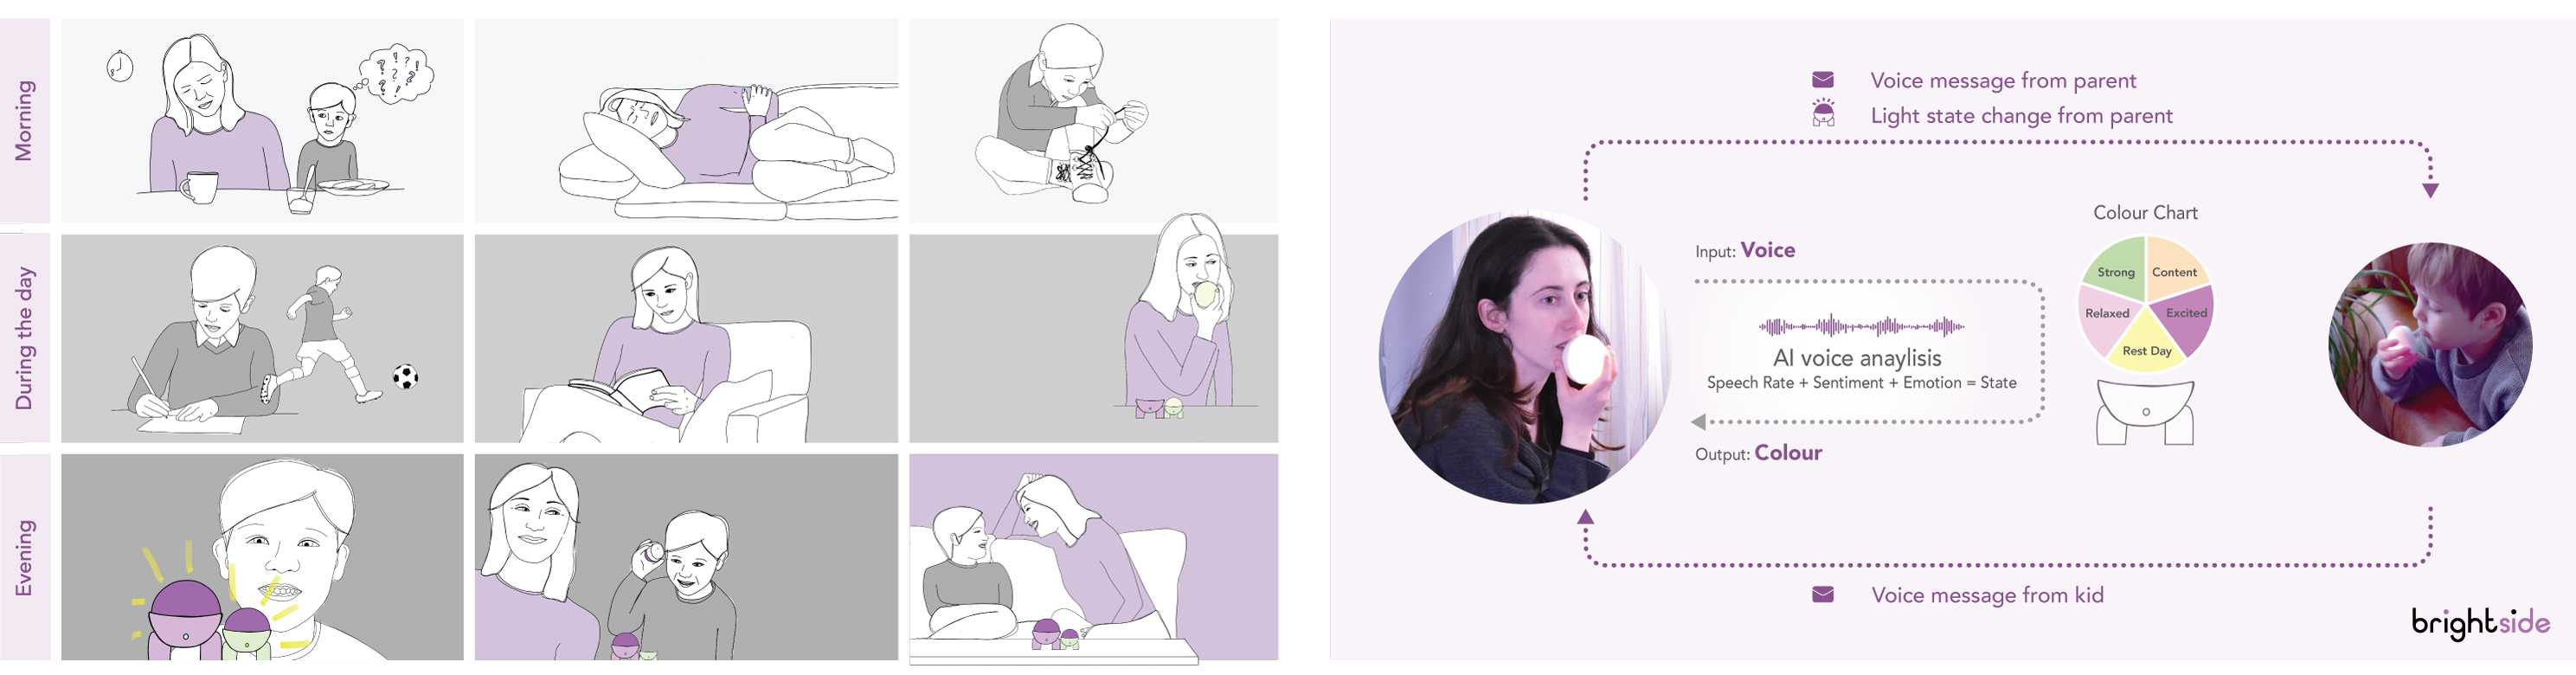 Morning
During the day
Evening
Voice message from parent
Light state change from parent
Input: Voice
AI voice anaylisis
Speech Rate + Sentiment + Emotion = State
Output: Colour
Colour Chart
Strong
Content
Relaxed
Excited
Rest Day
Voice message from kid
brightside